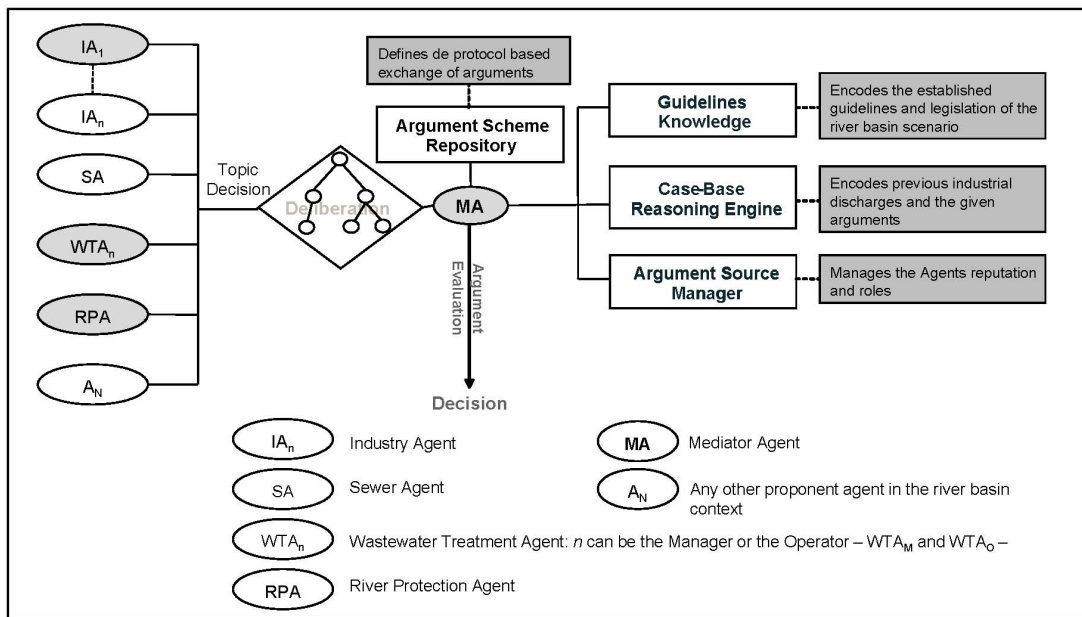 IA1
IAn
SA
WTAn
RPA
AN
Topic
Decision
Deliberation
Defines de protocol based
exchange of arguments
Argument Scheme
Repository
MA
Argument
Evaluation
Decision
Guidelines
Knowledge
Encodes the established
guidelines and legislation of the
river basin scenario
Case-Base
Reasoning Engine
Encodes previous industrial
discharges and the given
arguments
Argument Source
Manager
Manages the Agents reputation
and roles
IAn Industry Agent
SA Sewer Agent
WTAn Wastewater Treatment Agent: n can be the Manager or the Operator – WTAM and WTAO –
RPA River Protection Agent
MA Mediator Agent
AN Any other proponent agent in the river basin
context